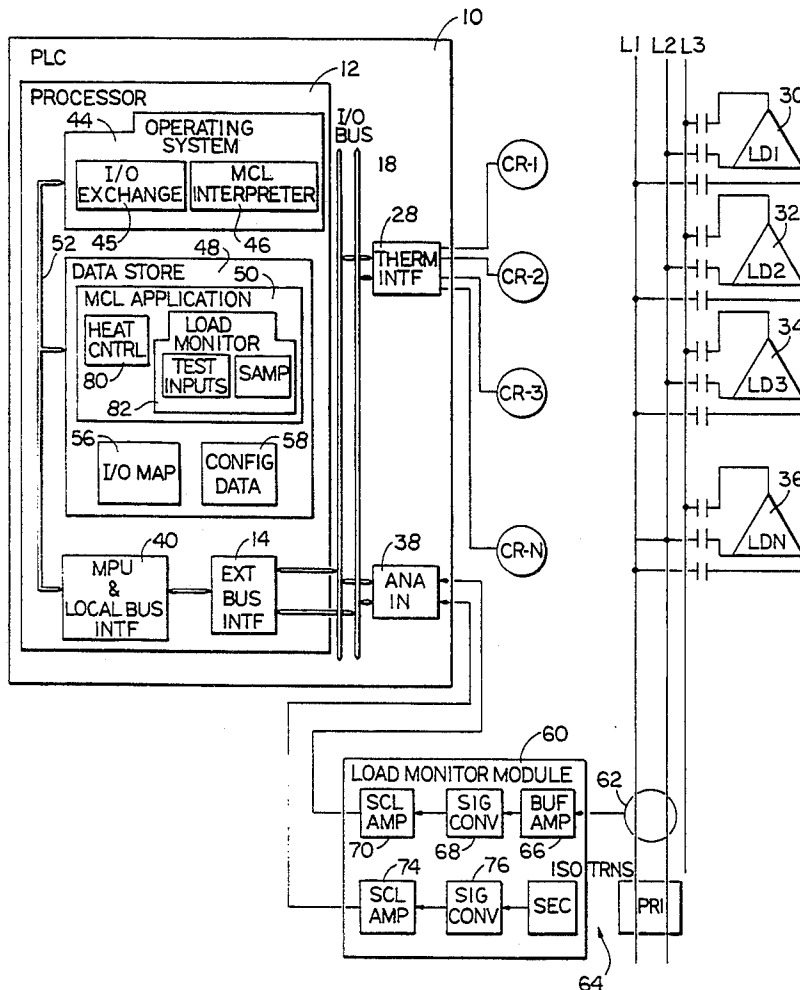 10
PLC
12
PROCESSOR
44
OPERATING
SYSTEM
I/O
EXCHANGE
MCL
INTERPRETER
45
46
52
48
DATA STORE
50
MCL APPLICATION
HEAT
CNTRL
80
LOAD
MONITOR
TEST
INPUTS
SAMP
82
56
I/O MAP
58
CONFIG
DATA
40
MPU
&
LOCAL BUS
INTF
14
EXT
BUS
INTF
I/O
BUS
18
28
THERM
INTF
38
ANA
IN
CR-1
CR-2
CR-3
CR-N
L1
L2
L3
30
LD1
32
LD2
34
LD3
36
LDN
60
LOAD MONITOR MODULE
SCL
AMP
70
SIG
CONV
68
BUF
AMP
66
62
74
SCL
AMP
76
SIG
CONV
SEC
ISO TRNS
PRI
64